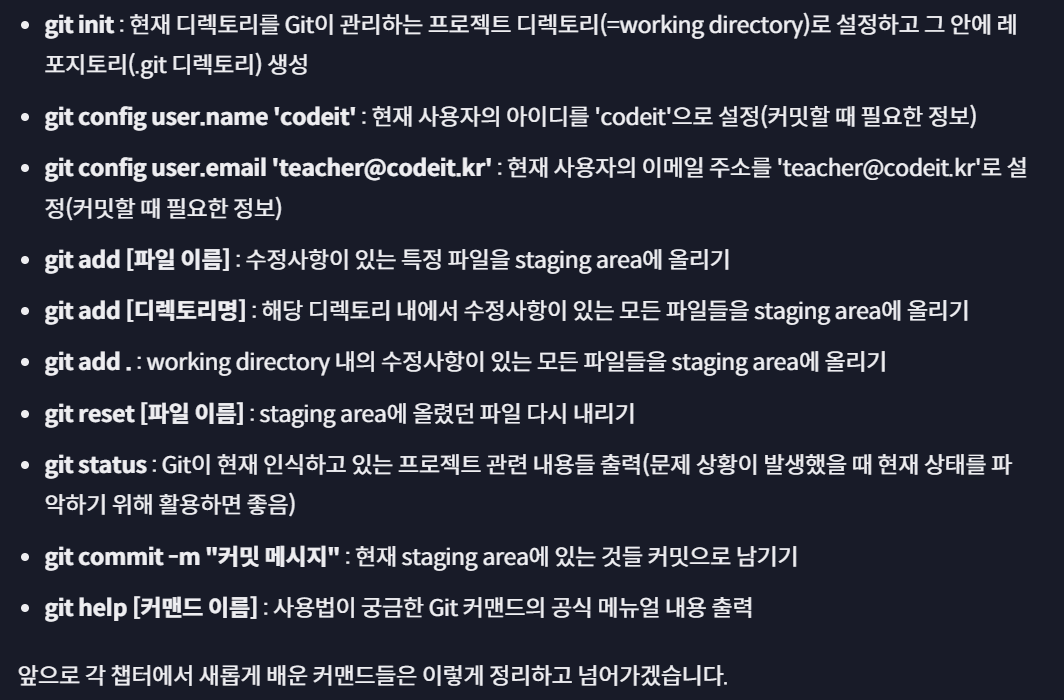 • git init : 현재 디렉토리를 Git이 관리하는 프로젝트 디렉토리(=working directory)로 설정하고 그 안에 레
포지토리(.git 디렉토리) 생성
• git config user.name 'codeit' : 현재 사용자의 아이디를 'codeit'으로 설정(커밋할 때 필요한 정보)
• git config user.email 'teacher@codeit.kr' : 현재 사용자의 이메일 주소를 'teacher@codeit.kr'로 설
정(커밋할 때 필요한 정보)
• git add [파일 이름] : 수정사항이 있는 특정 파일을 staging area에 올리기
• git add [디렉토리명] : 해당 디렉토리 내에서 수정사항이 있는 모든 파일들을 staging area에 올리기
• git add . : working directory 내의 수정사항이 있는 모든 파일들을 staging area에 올리기
• git reset [파일 이름] : staging area에 올렸던 파일 다시 내리기
• git status : Git이 현재 인식하고 있는 프로젝트 관련 내용들 출력(문제 상황이 발생했을 때 현재 상태를 파
악하기 위해 활용하면 좋음)
• git commit -m "커밋 메시지" : 현재 staging area에 있는 것들 커밋으로 남기기
• git help [커맨드 이름] : 사용법이 궁금한 Git 커맨드의 공식 메뉴얼 내용 출력
앞으로 각 챕터에서 새롭게 배운 커맨드들은 이렇게 정리하고 넘어가겠습니다.